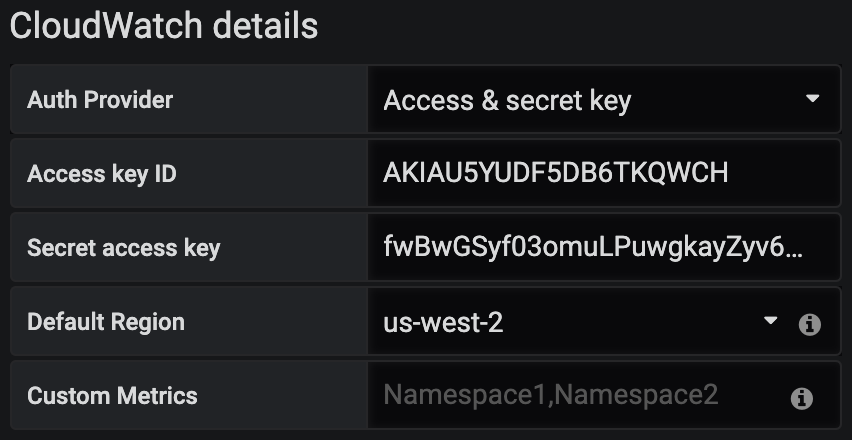 CloudWatch details
Auth Provider
Access & secret key
Access key ID
AKIAU5YUDF5DB6TKQWCH
Secret access key
fwBwGSyf03omuLPuwgkayZyv6...
Default Region
us-west-2
Custom Metrics
Namespace1,Namespace2